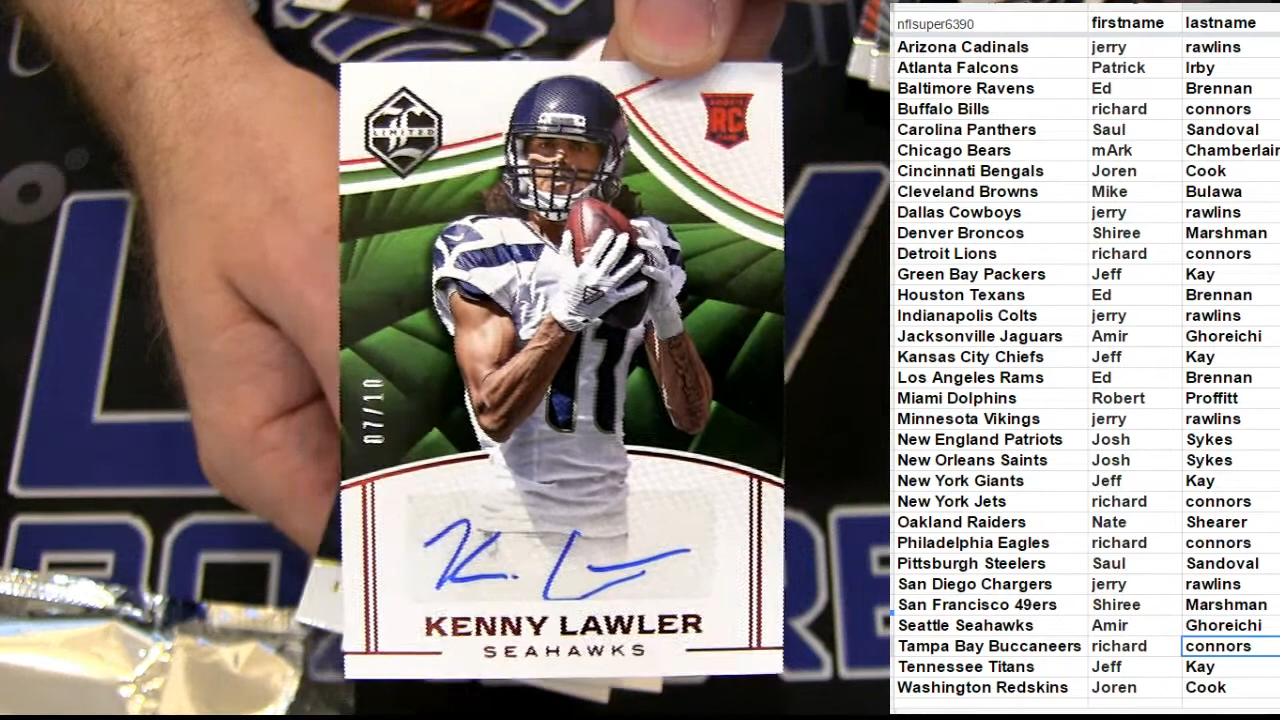 LIMITED
RC
07/10
11
KENNY LAWLER
SEAHAWKS
nflsuper6390 firstname lastname
Arizona Cadinals jerry rawlins
Atlanta Falcons Patrick Irby
Baltimore Ravens Ed Brennan
Buffalo Bills richard connors
Carolina Panthers Saul Sandoval
Chicago Bears mArk Chamberlain
Cincinnati Bengals Joren Cook
Cleveland Browns Mike Bulawa
Dallas Cowboys jerry rawlins
Denver Broncos Shiree Marshman
Detroit Lions richard connors
Green Bay Packers Jeff Kay
Houston Texans Ed Brennan
Indianapolis Colts jerry rawlins
Jacksonville Jaguars Amir Ghoreichi
Kansas City Chiefs Jeff Kay
Los Angeles Rams Ed Brennan
Miami Dolphins Robert Proffitt
Minnesota Vikings jerry rawlins
New England Patriots Josh Sykes
New Orleans Saints Josh Sykes
New York Giants Jeff Kay
New York Jets richard connors
Oakland Raiders Nate Shearer
Philadelphia Eagles richard connors
Pittsburgh Steelers Saul Sandoval
San Diego Chargers jerry rawlins
San Francisco 49ers Shiree Marshman
Seattle Seahawks Amir Ghoreichi
Tampa Bay Buccaneers richard connors
Tennessee Titans Jeff Kay
Washington Redskins Joren Cook